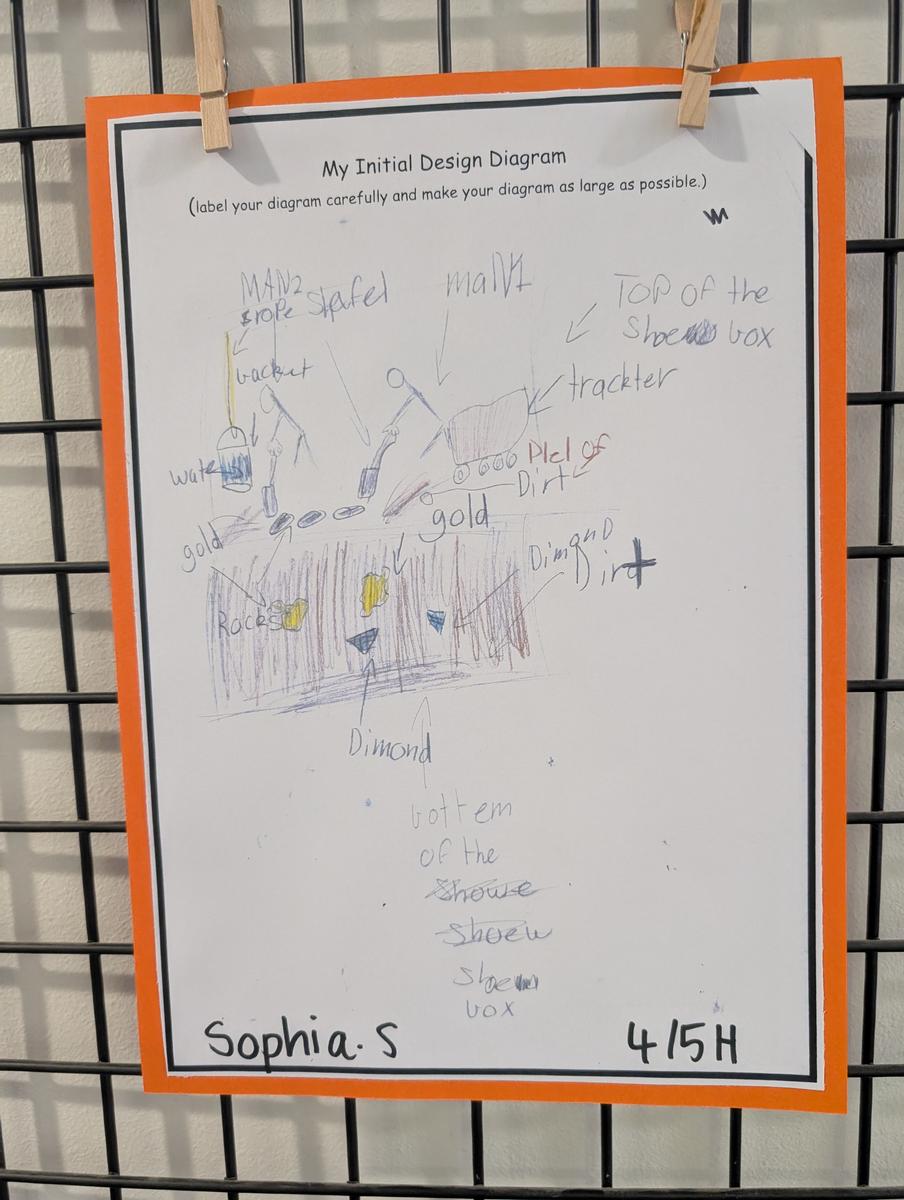 My Initial Design Diagram
(label your diagram carefully and make your diagram as large as possible.)
MAN2
rope
man1
TOP OF the
Shoe box
trackter
water
Plel of
Dirt
gold
gold
Dimond
Dirt
Rocks
Dimond
bottem
of the
showe
shoew
shoe
box
Sophia. S
4/5H